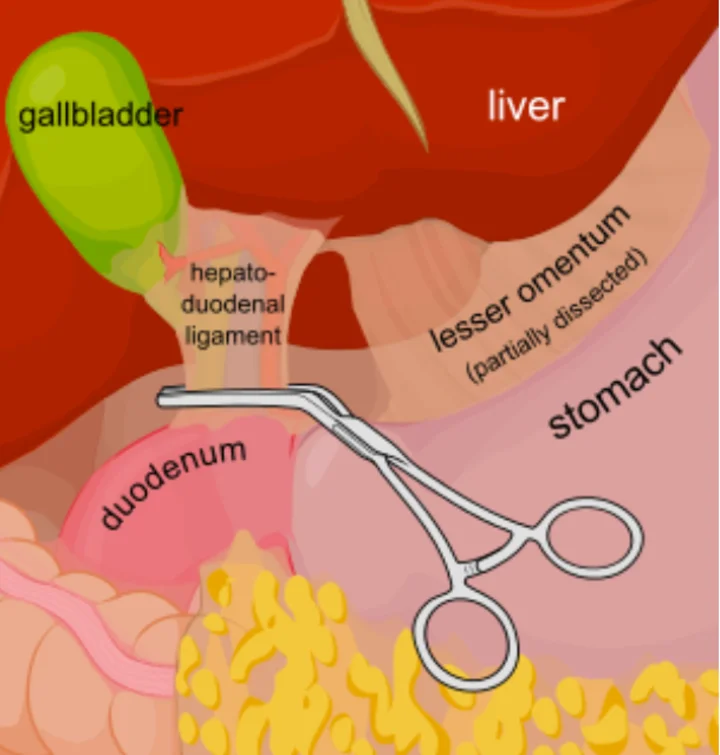 gallbladder
liver
hepato-
duodenal
ligament
lesser omentum
(partially dissected)
stomach
duodenum